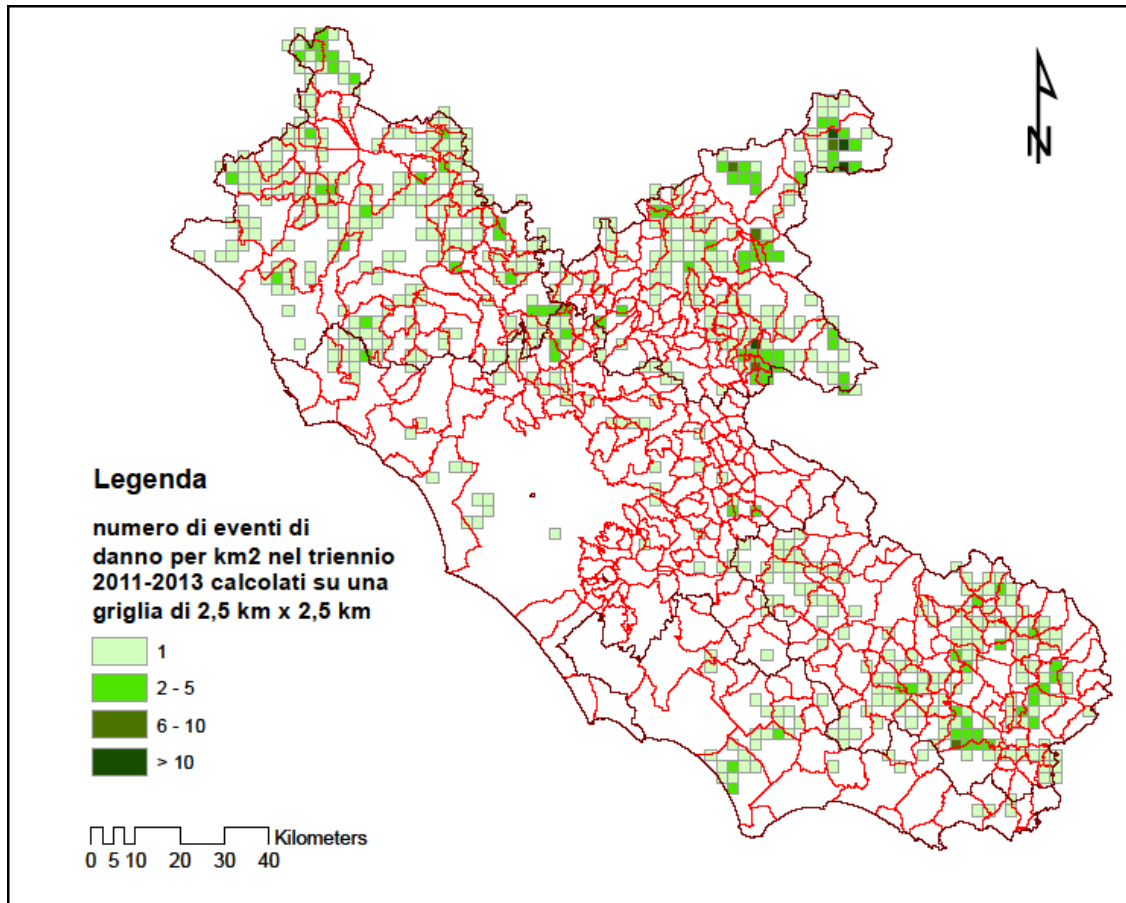 N
Legenda
numero di eventi di
danno per km2 nel triennio
2011-2013 calcolati su una
griglia di 2,5 km x 2,5 km
1
2 - 5
6 - 10
> 10
Kilometers
0 5 10 20 30 40